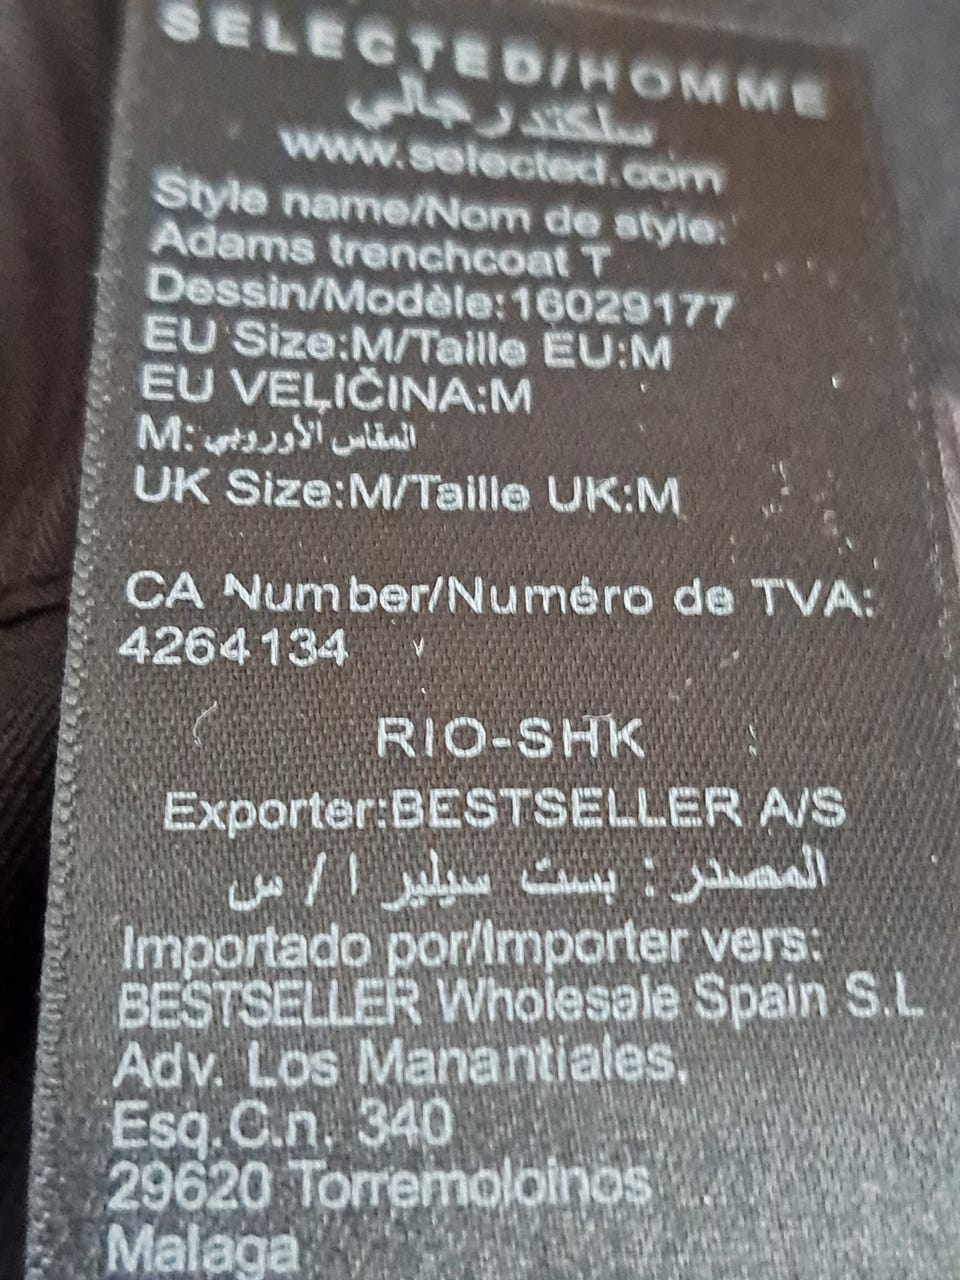 SELECTED/HOMME
سلكتد رجالي
www.selected.com
Style name/Nom de style:
Adams trenchcoat T
Dessin/Modèle:16029177
EU Size:M/Taille EU:M
EU VELIČINA:M
M: المقاس الأوروبي
UK Size:M/Taille UK:M
CA Number/Numéro de TVA:
4264134
RIO-SHK
Exporter:BESTSELLER A/S
المصدر : بست سيلير ا / س
Importado por/Importer vers:
BESTSELLER Wholesale Spain S.L
Adv. Los Manantiales,
Esq.C.n. 340
29620 Torremoloinos
Malaga